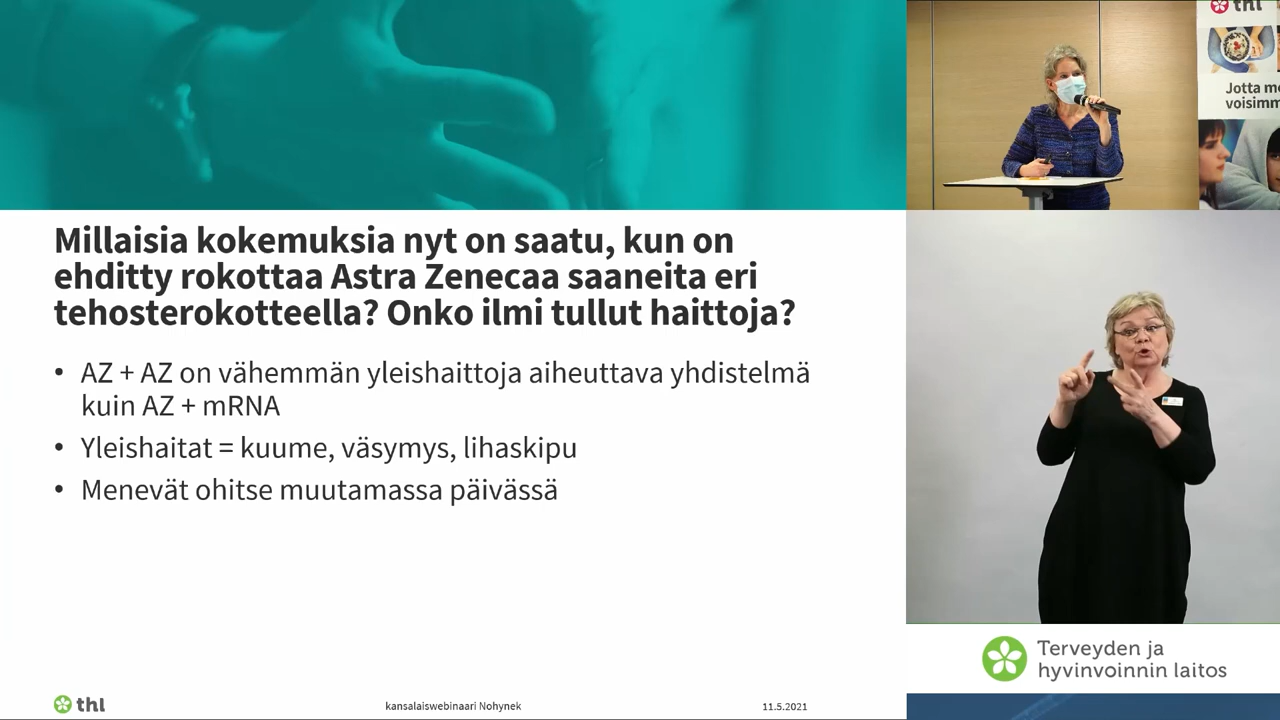 Millaisia kokemuksia nyt on saatu, kun on
ehditty rokottaa Astra Zenecaa saaneita eri
tehosterokotteella? Onko ilmi tullut haittoja?
• AZ + AZ on vähemmän yleishaittoja aiheuttava yhdistelmä
kuin AZ + mRNA
• Yleishaitat = kuume, väsymys, lihaskipu
• Menevät ohitse muutamassa päivässä
thl
kansalaiswebinaari Nohynek
11.5.2021
thl
Jotta me
voisimm
Terveyden ja
hyvinvoinnin laitos